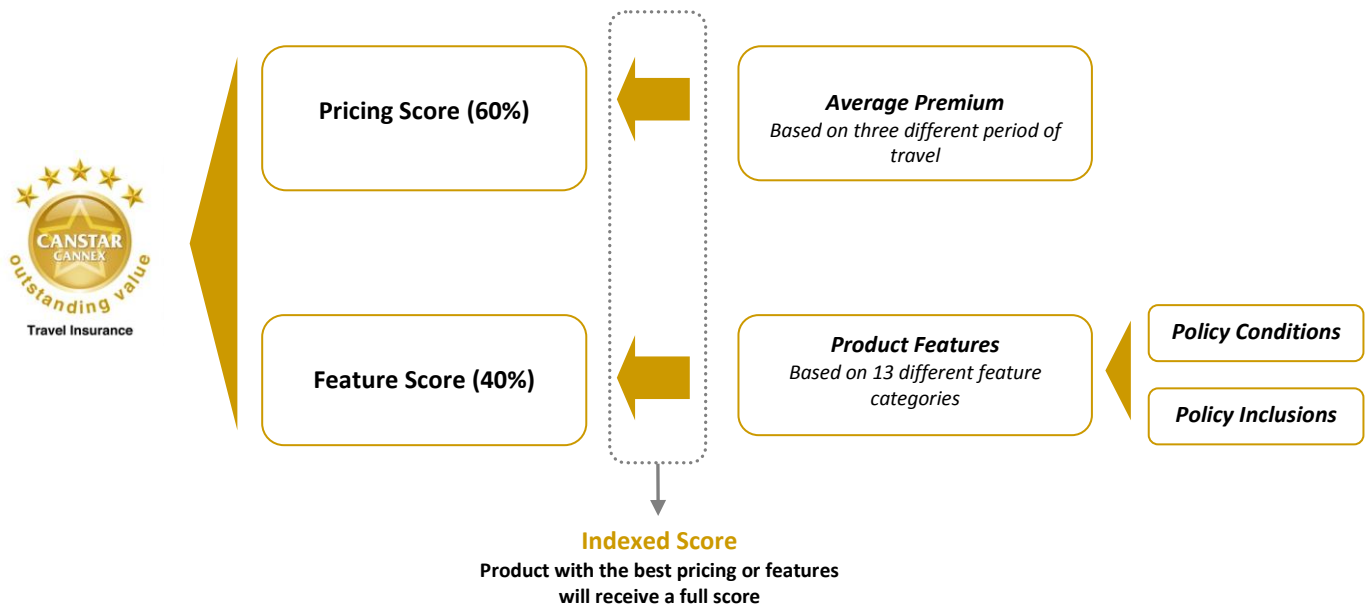 Pricing Score (60%)
Average Premium
Based on three different period of
travel
CANSTAR
CANNEX
outstanding value
Travel Insurance
Feature Score (40%)
Product Features
Based on 13 different feature
categories
Policy Conditions
Policy Inclusions
Indexed Score
Product with the best pricing or features
will receive a full score